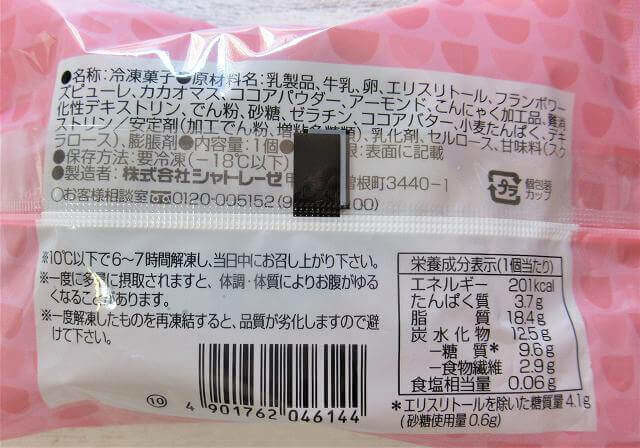 ●名称:冷凍菓子●原材料名:乳製品、牛乳、卵、エリスリトール、フランボワー
ズピューレ、カカオマス、ココアパウダー、アーモンド、こんにゃく加工品、難消
化性デキストリン、でん粉、砂糖、ゼラチン、ココアバター、小麦たんぱく、デキ
ストリン/安定剤(加工でん粉、増粘多糖類)、乳化剤、セルロース、甘味料(スク
ラロース)、膨脹剤●内容量:1個●
限:表面に記載
●保存方法:要冷凍(-18℃以下)
●製造者:株式会社シャトレーゼ
曽根町3440-1
○お客様相談室 0120-005152(9
00)
プラ
個包装
カップ
※10℃以下で6〜7時間解凍し、当日中にお召し上がり下さい。
※一度に多量に摂取されますと、体調・体質によりお腹がゆる
くなることがあります。
※一度解凍したものを再凍結すると、品質が劣化しますので避
けて下さい。
栄養成分表示(1個当たり)
エネルギー 201kcal
たんぱく質 3.7g
脂質 18.4g
炭水化物 12.5g
-糖質* 9.6g
-食物繊維 2.9g
食塩相当量 0.06g
*エリスリトールを除いた糖質量4.1g
(砂糖使用量0.6g)
⑩
4 901762 046144